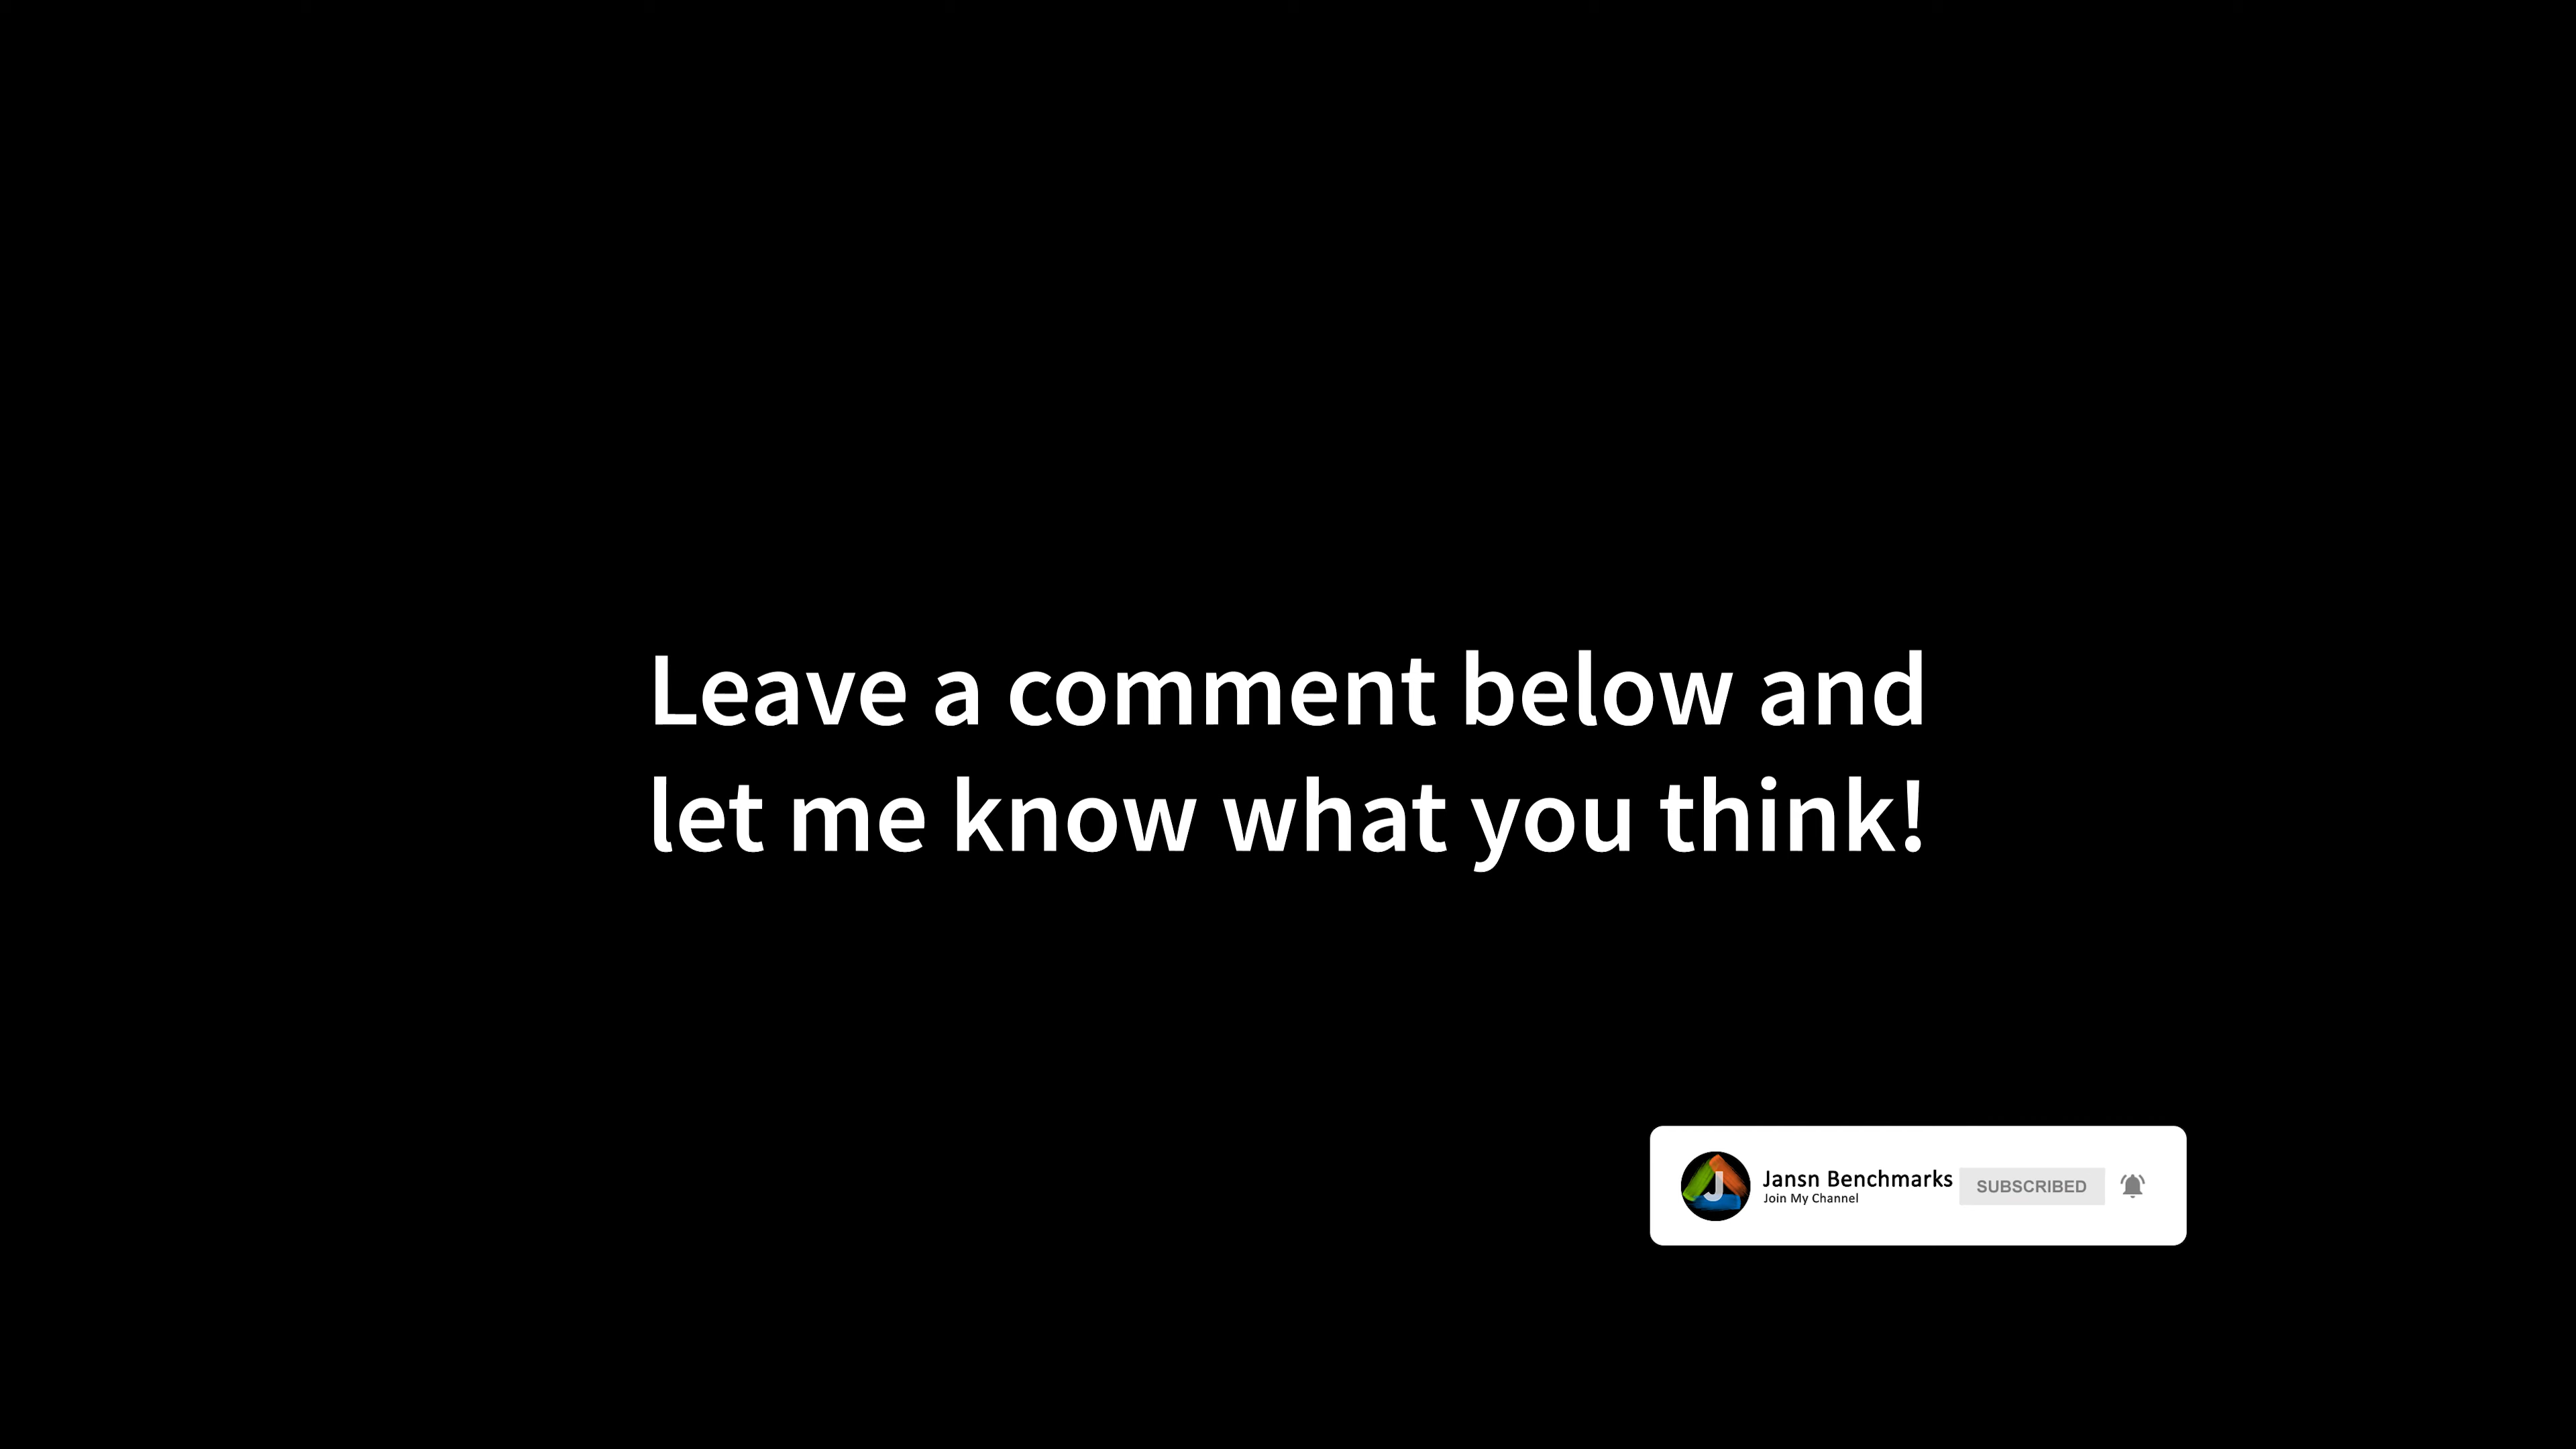 Leave a comment below and
let me know what you think!
J
Jansn Benchmarks
Join My Channel
SUBSCRIBED